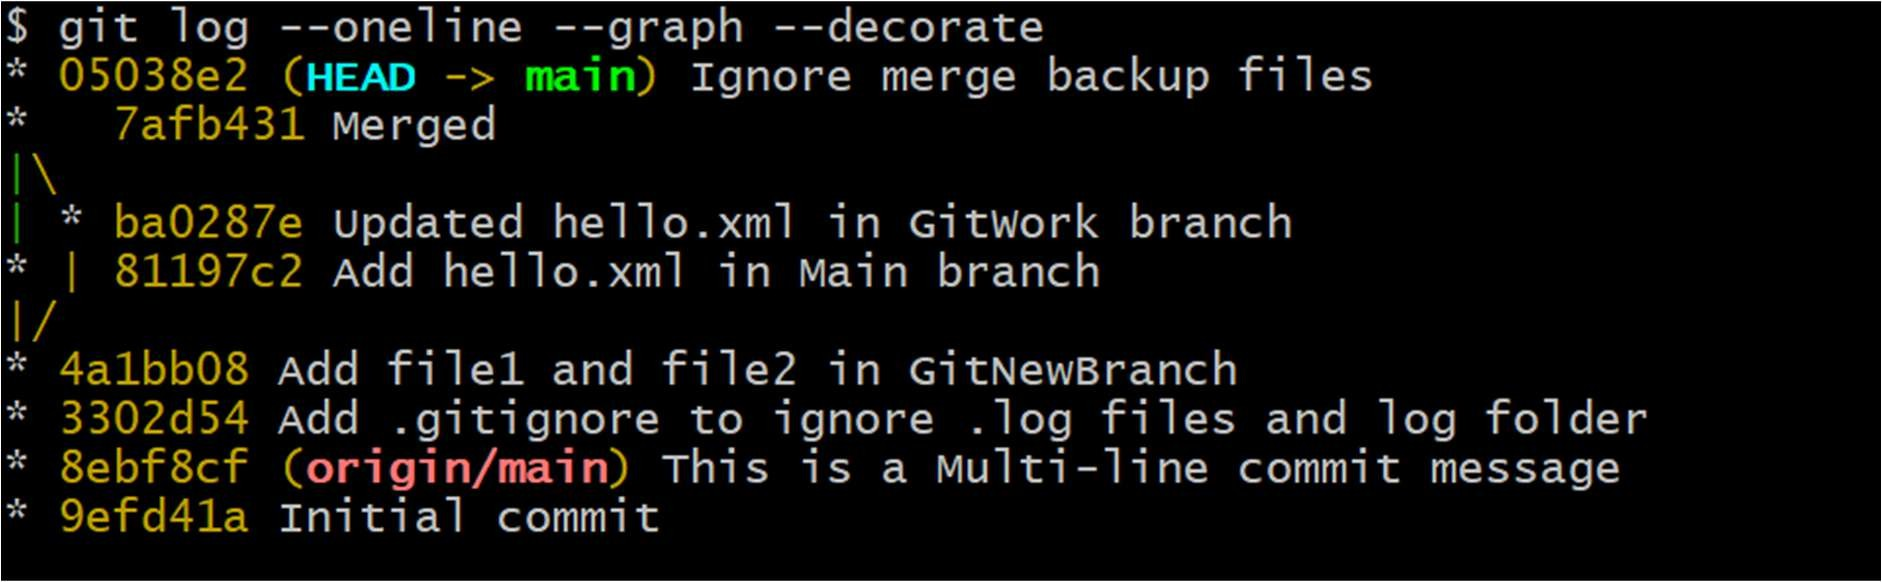 $ git log --oneline --graph --decorate
* 05038e2 (HEAD -> main) Ignore merge backup files
*   7afb431 Merged
|\
| * ba0287e Updated hello.xml in GitWork branch
* | 81197c2 Add hello.xml in Main branch
|/
* 4a1bb08 Add file1 and file2 in GitNewBranch
* 3302d54 Add .gitignore to ignore .log files and log folder
* 8ebf8cf (origin/main) This is a Multi-line commit message
* 9efd41a Initial commit